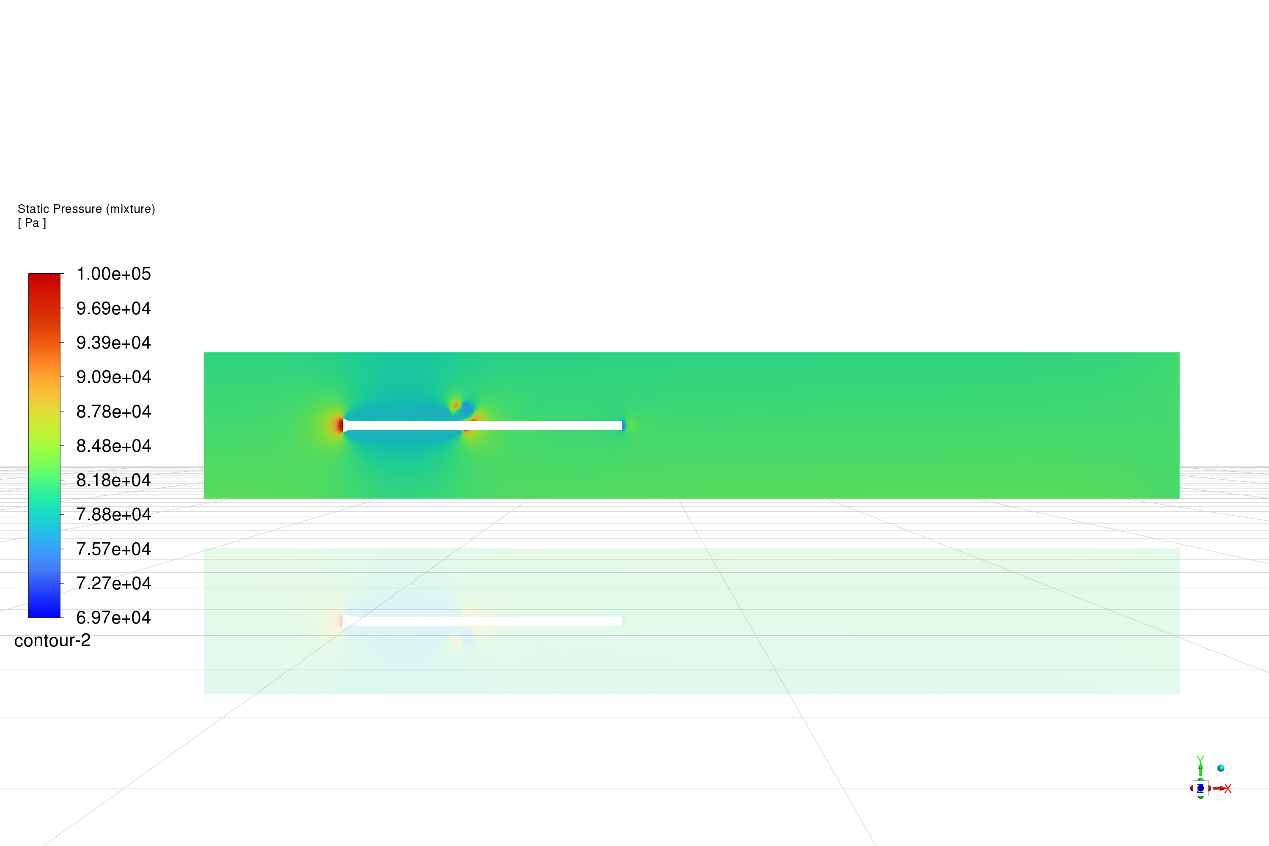 Static Pressure (mixture)
[ Pa ]
1.00e+05
9.69e+04
9.39e+04
9.09e+04
8.78e+04
8.48e+04
8.18e+04
7.88e+04
7.57e+04
7.27e+04
6.97e+04
contour-2
Y
Z
X